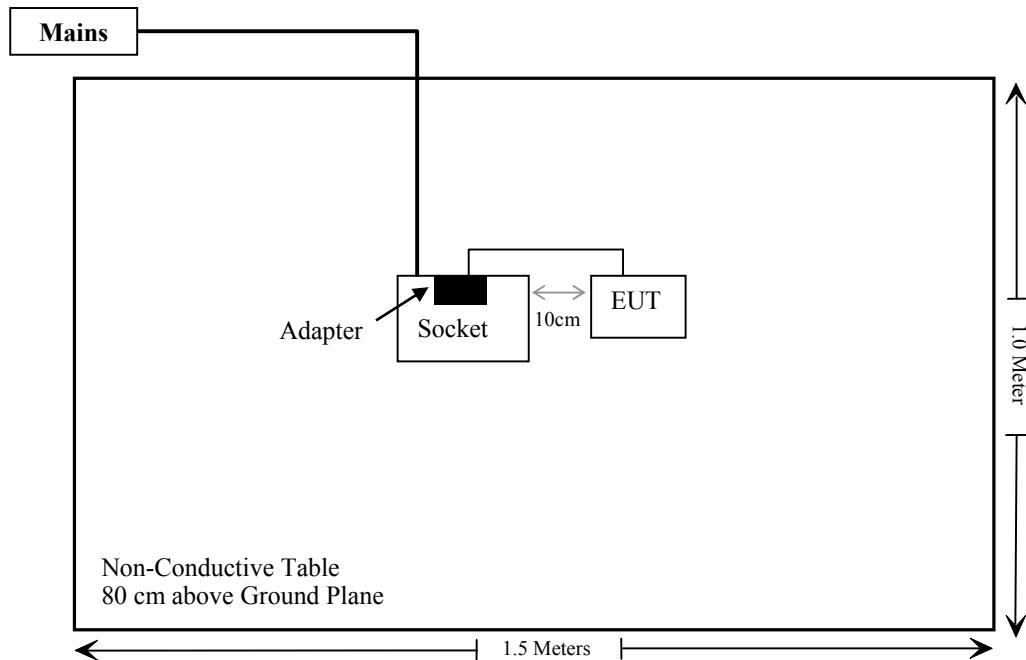 Mains
Adapter
Socket
10cm
EUT
1.0 Meter
Non-Conductive Table
80 cm above Ground Plane
1.5 Meters